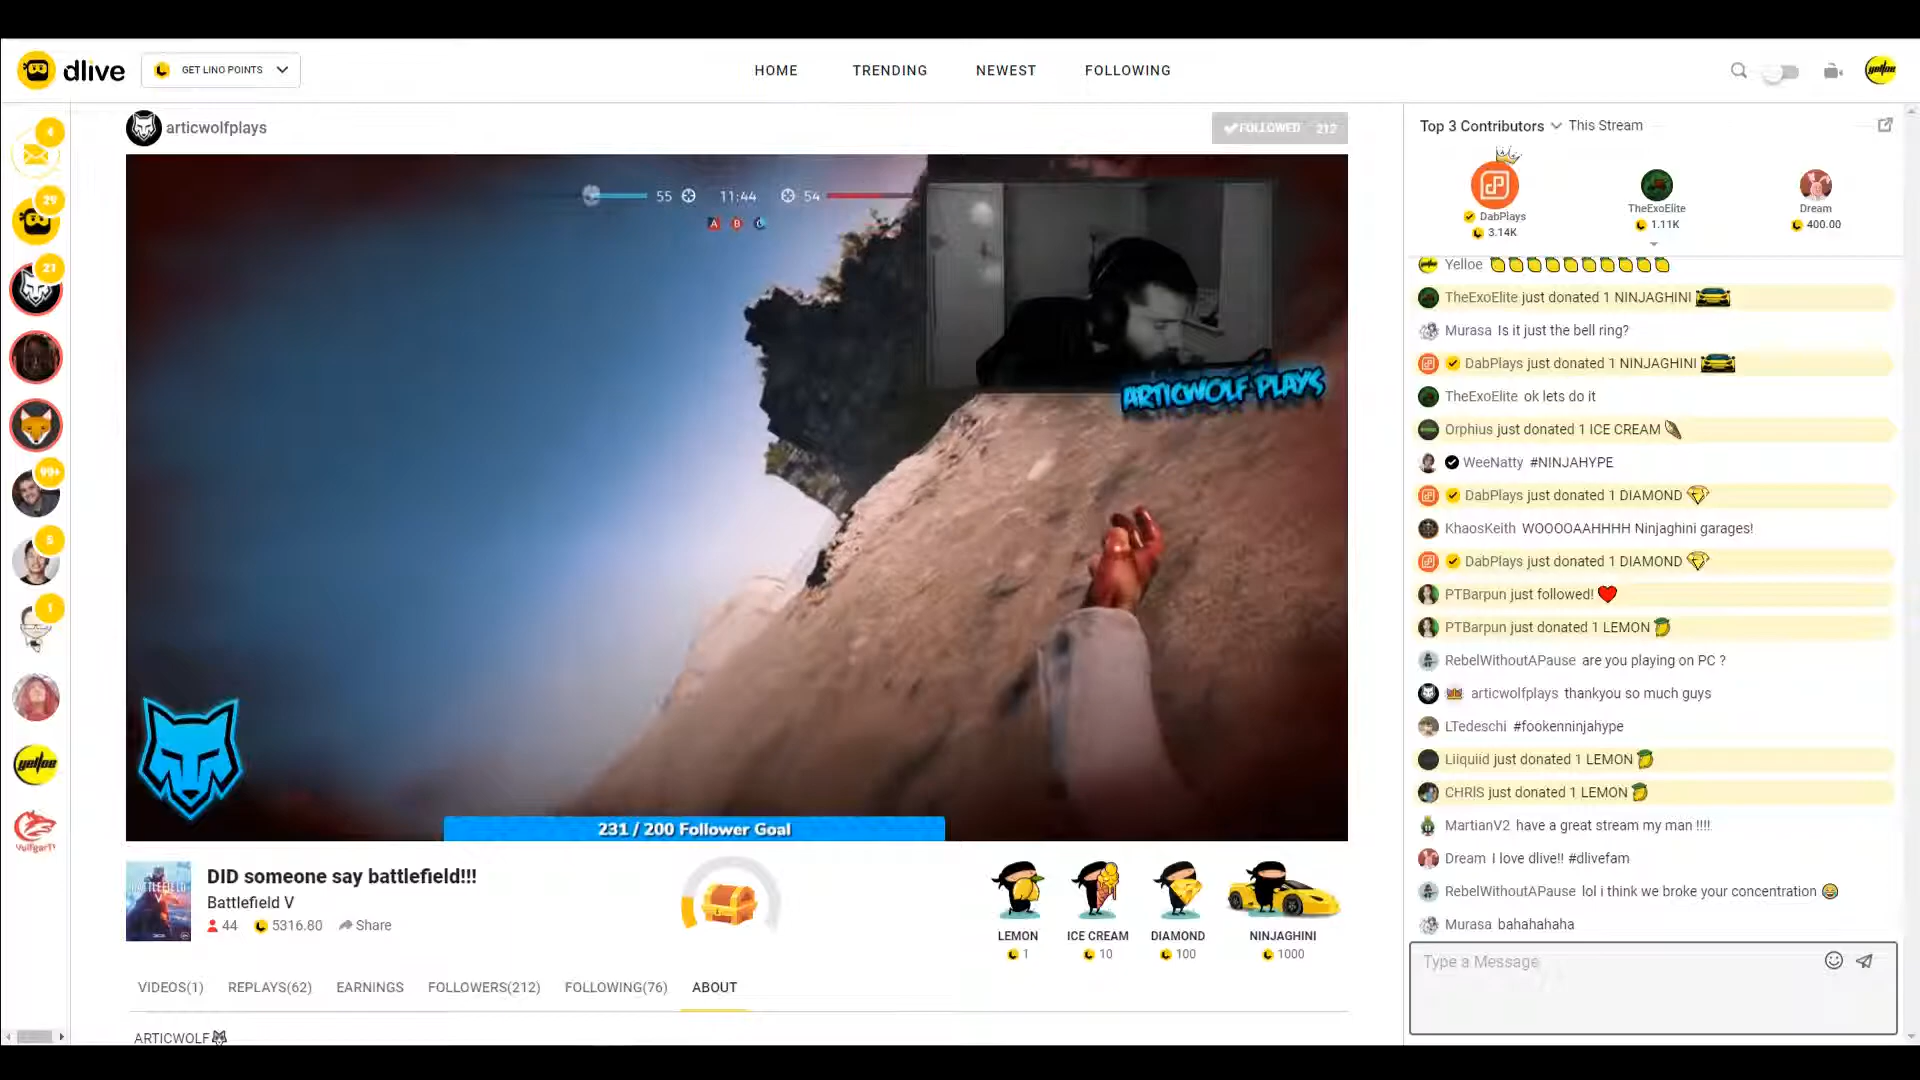 dlive
GET LINO POINTS
HOME
TRENDING
NEWEST
FOLLOWING
yelloe
4
29
21
99+
5
1
yelloe
articwolfplays
FOLLOWED 212
55
11:44
54
A B C
ARTICWOLF PLAYS
231 / 200 Follower Goal
DID someone say battlefield!!!
Battlefield V
44
5316.80
Share
LEMON
1
ICE CREAM
10
DIAMOND
100
NINJAGHINI
1000
VIDEOS(1)
REPLAYS(62)
EARNINGS
FOLLOWERS(212)
FOLLOWING(76)
ABOUT
ARTICWOLF
Top 3 Contributors
This Stream
DabPlays
3.14K
TheExoElite
1.11K
Dream
400.00
Yelloe
TheExoElite just donated 1 NINJAGHINI
Murasa Is it just the bell ring?
DabPlays just donated 1 NINJAGHINI
TheExoElite ok lets do it
Orphius just donated 1 ICE CREAM
WeeNatty #NINJAHYPE
DabPlays just donated 1 DIAMOND
KhaosKeith WOOOOAAHHHH Ninjaghini garages!
DabPlays just donated 1 DIAMOND
PTBarpun just followed!
PTBarpun just donated 1 LEMON
RebelWithoutAPause are you playing on PC ?
articwolfplays thankyou so much guys
LTedeschi #fookenninjahype
Liiquiid just donated 1 LEMON
CHRIS just donated 1 LEMON
MartianV2 have a great stream my man !!!!
Dream I love dlive!! #dlivefam
RebelWithoutAPause lol i think we broke your concentration
Murasa bahahahaha
Type a Message